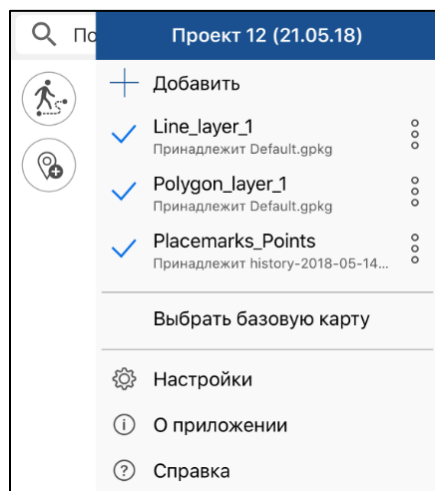 По
Проект 12 (21.05.18)
Добавить
Line_layer_1
Принадлежит Default.gpkg
Polygon_layer_1
Принадлежит Default.gpkg
Placemarks_Points
Принадлежит history-2018-05-14...
Выбрать базовую карту
Настройки
О приложении
Справка